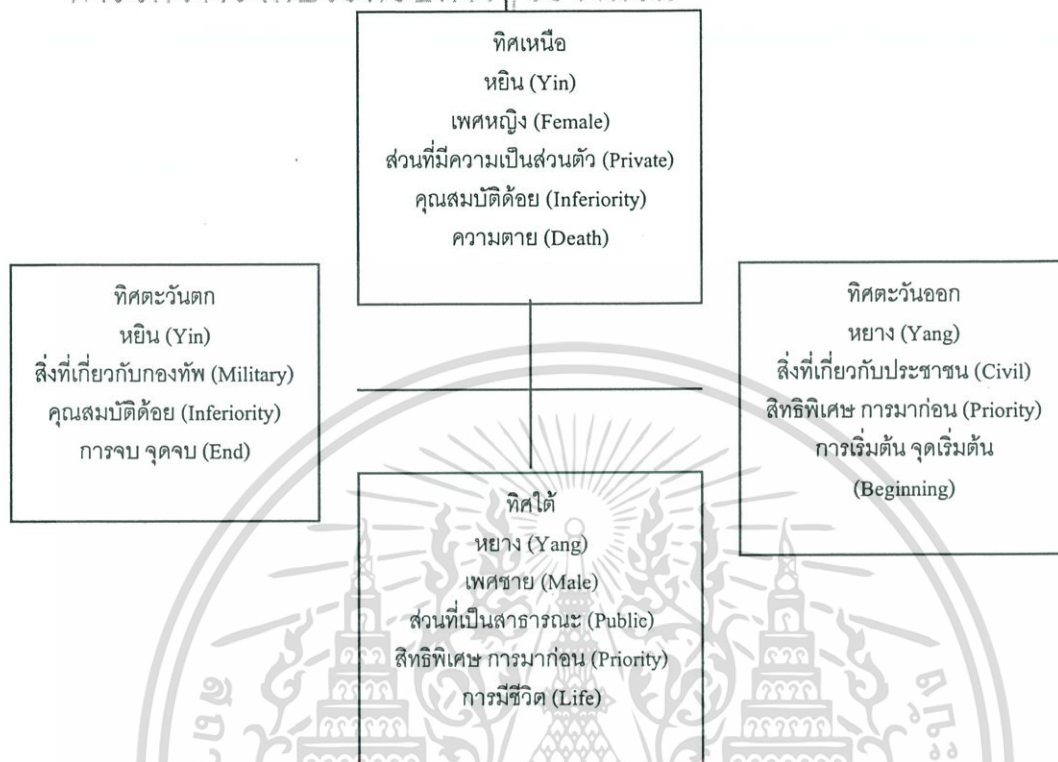 ทิศเหนือ
หยิน (Yin)
เพศหญิง (Female)
ส่วนที่มีความเป็นส่วนตัว (Private)
คุณสมบัติด้อย (Inferiority)
ความตาย (Death)
ทิศตะวันตก
หยิน (Yin)
สิ่งที่เกี่ยวกับกองทัพ (Military)
คุณสมบัติด้อย (Inferiority)
การจบ จุดจบ (End)
ทิศตะวันออก
หยาง (Yang)
สิ่งที่เกี่ยวกับประชาชน (Civil)
สิทธิพิเศษ การมาก่อน (Priority)
การเริ่มต้น จุดเริ่มต้น
(Beginning)
ทิศใต้
หยาง (Yang)
เพศชาย (Male)
ส่วนที่เป็นสาธารณะ (Public)
สิทธิพิเศษ การมาก่อน (Priority)
การมีชีวิต (Life)